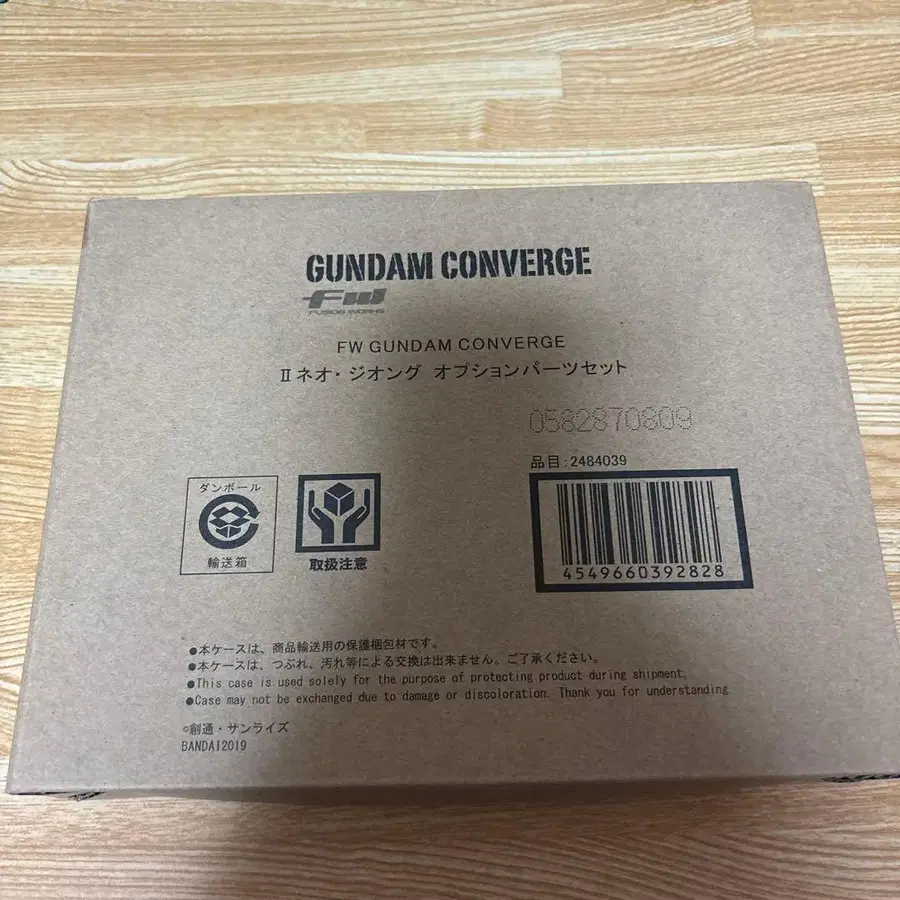 GUNDAM CONVERGE
FW
FUSION WORKS
FW GUNDAM CONVERGE
Ⅱネオ・ジオング オプションパーツセット
0582870809
品目:2484039
4549660392828
ダンボール
輸送箱
取扱注意
●本ケースは、商品輸送用の保護梱包材です。
●本ケースは、つぶれ、汚れ等による交換は出来ません。ご了承ください。
●This case is used solely for the purpose of protecting product during shipment.
●Case may not be exchanged due to damage or discoloration. Thank you for understanding
©創通・サンライズ
BANDAI2019